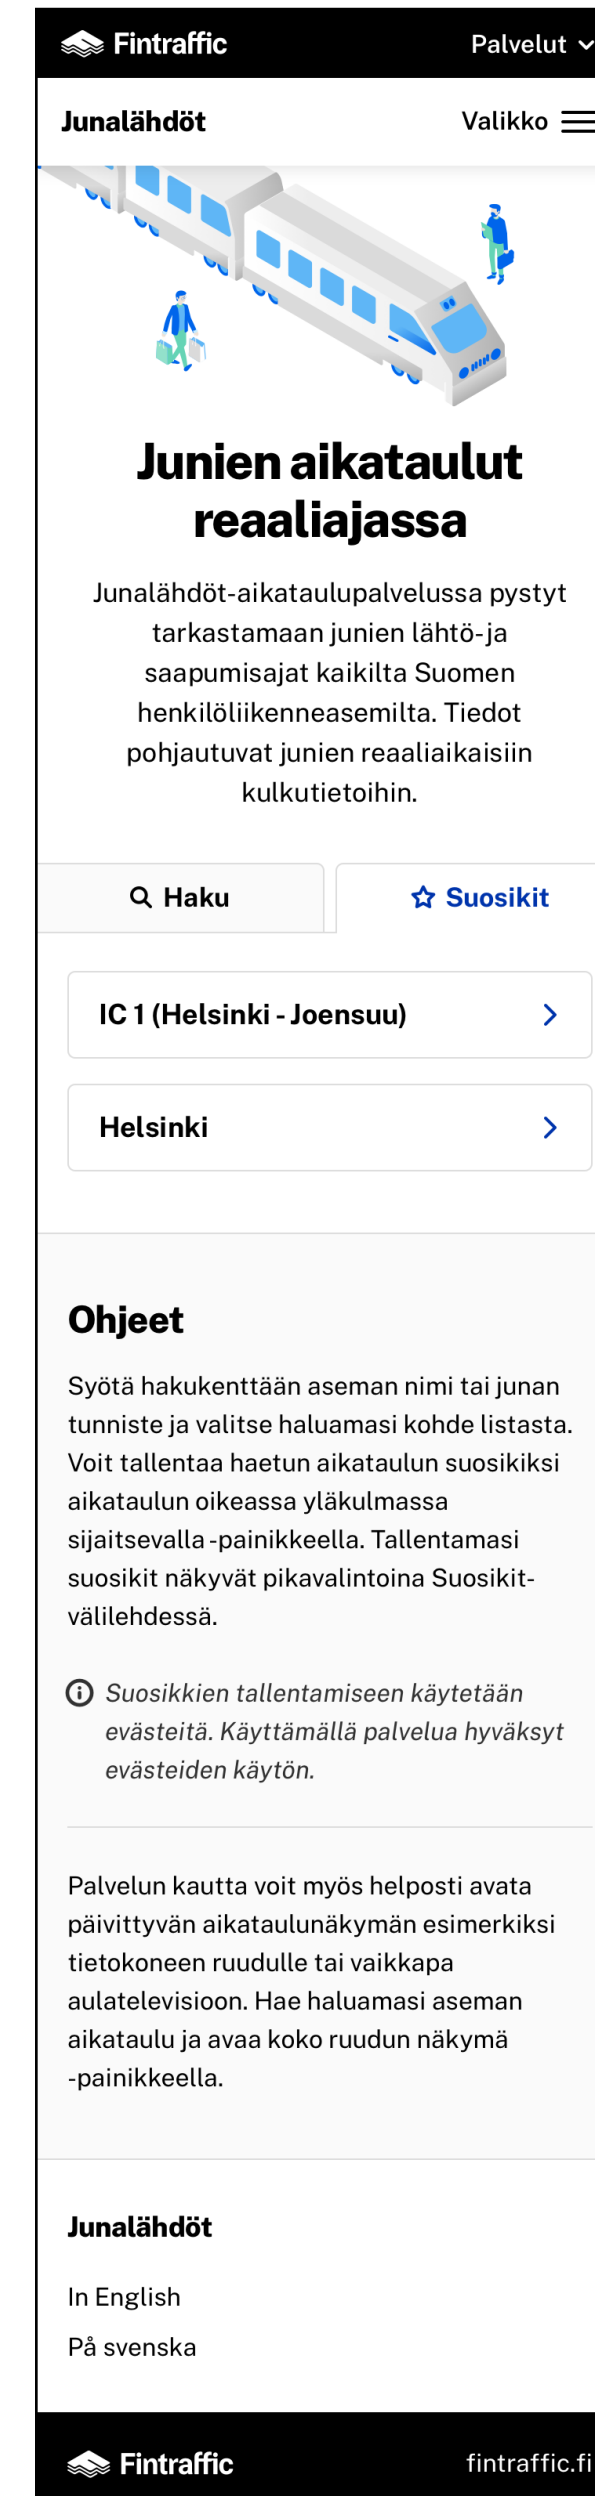 Fintraffic Palvelut
Junalähdöt Valikko
Junien aikataulut
reaaliajassa
Junalähdöt-aikataulupalvelussa pystyt
tarkastamaan junien lähtö- ja
saapumisajat kaikilta Suomen
henkilöliikenneasemilta. Tiedot
pohjautuvat junien reaaliaikaisiin
kulkutietoihin.
Haku Suosikit
IC 1 (Helsinki - Joensuu)
Helsinki
Ohjeet
Syötä hakukenttään aseman nimi tai junan
tunniste ja valitse haluamasi kohde listasta.
Voit tallentaa haetun aikataulun suosikiksi
aikataulun oikeassa yläkulmassa
sijaitsevalla -painikkeella. Tallentamasi
suosikit näkyvät pikavalintoina Suosikit-
välilehdessä.
Suosikkien tallentamiseen käytetään
evästeitä. Käyttämällä palvelua hyväksyt
evästeiden käytön.
Palvelun kautta voit myös helposti avata
päivittyvän aikataulunäkymän esimerkiksi
tietokoneen ruudulle tai vaikkapa
aulatelevisioon. Hae haluamasi aseman
aikataulu ja avaa koko ruudun näkymä
-painikkeella.
Junalähdöt
In English
På svenska
Fintraffic fintraffic.fi